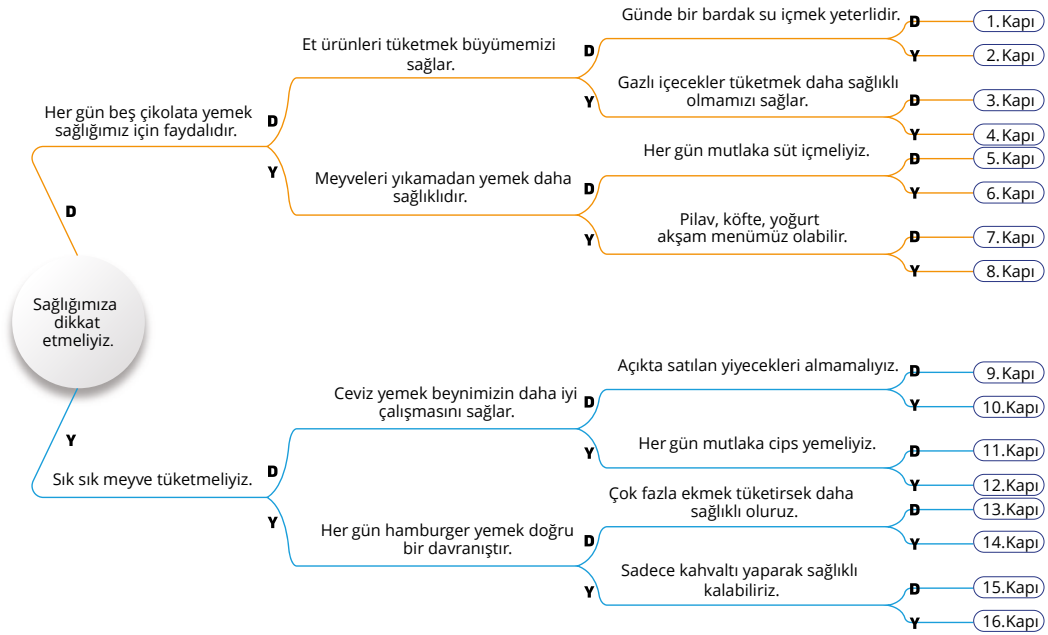 Sağlığımıza
dikkat
etmeliyiz.
D
Y
Her gün beş çikolata yemek
sağlığımız için faydalıdır.
D
Y
Et ürünleri tüketmek büyümemizi
sağlar.
D
Y
Günde bir bardak su içmek yeterlidir.
D
1.Kapı
Y
2.Kapı
Gazlı içecekler tüketmek daha sağlıklı
olmamızı sağlar.
D
3.Kapı
Y
4.Kapı
Meyveleri yıkamadan yemek daha
sağlıklıdır.
D
Y
Her gün mutlaka süt içmeliyiz.
D
5.Kapı
Y
6.Kapı
Pilav, köfte, yoğurt
akşam menümüz olabilir.
D
7.Kapı
Y
8.Kapı
Sık sık meyve tüketmeliyiz.
D
Y
Ceviz yemek beynimizin daha iyi
çalışmasını sağlar.
D
Y
Açıkta satılan yiyecekleri almamalıyız.
D
9.Kapı
Y
10.Kapı
Her gün mutlaka cips yemeliyiz.
D
11.Kapı
Y
12.Kapı
Her gün hamburger yemek doğru
bir davranıştır.
D
Y
Çok fazla ekmek tüketirsek daha
sağlıklı oluruz.
D
13.Kapı
Y
14.Kapı
Sadece kahvaltı yaparak sağlıklı
kalabiliriz.
D
15.Kapı
Y
16.Kapı